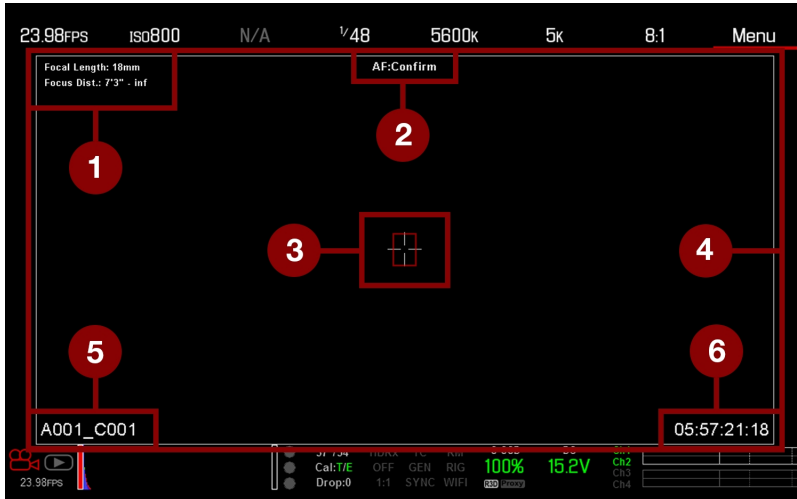 23.98FPS ISO800 N/A 1/48 5600K 5K 8:1 Menu
Focal Length: 18mm
Focus Dist.: 7'3" - inf
AF:Confirm
1
2
3
4
5
6
A001_C001
05:57:21:18
23.98FPS
Cal:T/E OFF GEN RIG 100% 15.2V Ch2
Ch3
Drop:0 1:1 SYNC WIFI R3D Proxy Ch4